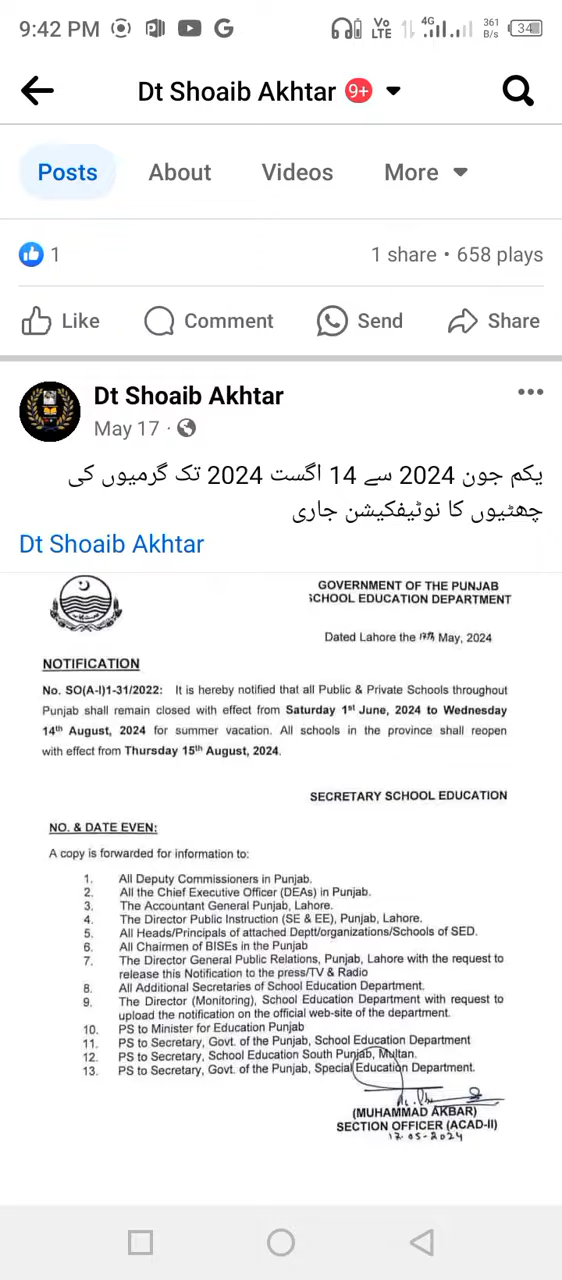 9:42 PM
Vo LTE 4G 361 B/s 34
Dt Shoaib Akhtar 9+
Posts About Videos More
1 1 share • 658 plays
Like Comment Send Share
Dt Shoaib Akhtar
May 17 ·
یکم جون 2024 سے 14 اگست 2024 تک گرمیوں کی
چھٹیوں کا نوٹیفکیشن جاری
Dt Shoaib Akhtar
GOVERNMENT OF THE PUNJAB
SCHOOL EDUCATION DEPARTMENT
Dated Lahore the 17th May, 2024
NOTIFICATION
No. SO(A-I)1-31/2022: It is hereby notified that all Public & Private Schools throughout
Punjab shall remain closed with effect from Saturday 1st June, 2024 to Wednesday
14th August, 2024 for summer vacation. All schools in the province shall reopen
with effect from Thursday 15th August, 2024.
SECRETARY SCHOOL EDUCATION
NO. & DATE EVEN:
A copy is forwarded for information to:
1. All Deputy Commissioners in Punjab.
2. All the Chief Executive Officer (DEAs) in Punjab.
3. The Accountant General Punjab, Lahore.
4. The Director Public Instruction (SE & EE), Punjab, Lahore.
5. All Heads/Principals of attached Deptt/organizations/Schools of SED.
6. All Chairmen of BISEs in the Punjab
7. The Director General Public Relations, Punjab, Lahore with the request to
release this Notification to the press/TV & Radio
8. All Additional Secretaries of School Education Department.
9. The Director (Monitoring), School Education Department with request to
upload the notification on the official web-site of the department.
10. PS to Minister for Education Punjab
11. PS to Secretary, Govt. of the Punjab, School Education Department
12. PS to Secretary, School Education South Punjab, Multan.
13. PS to Secretary, Govt. of the Punjab, Special Education Department.
(MUHAMMAD AKBAR)
SECTION OFFICER (ACAD-II)
17-05-2024